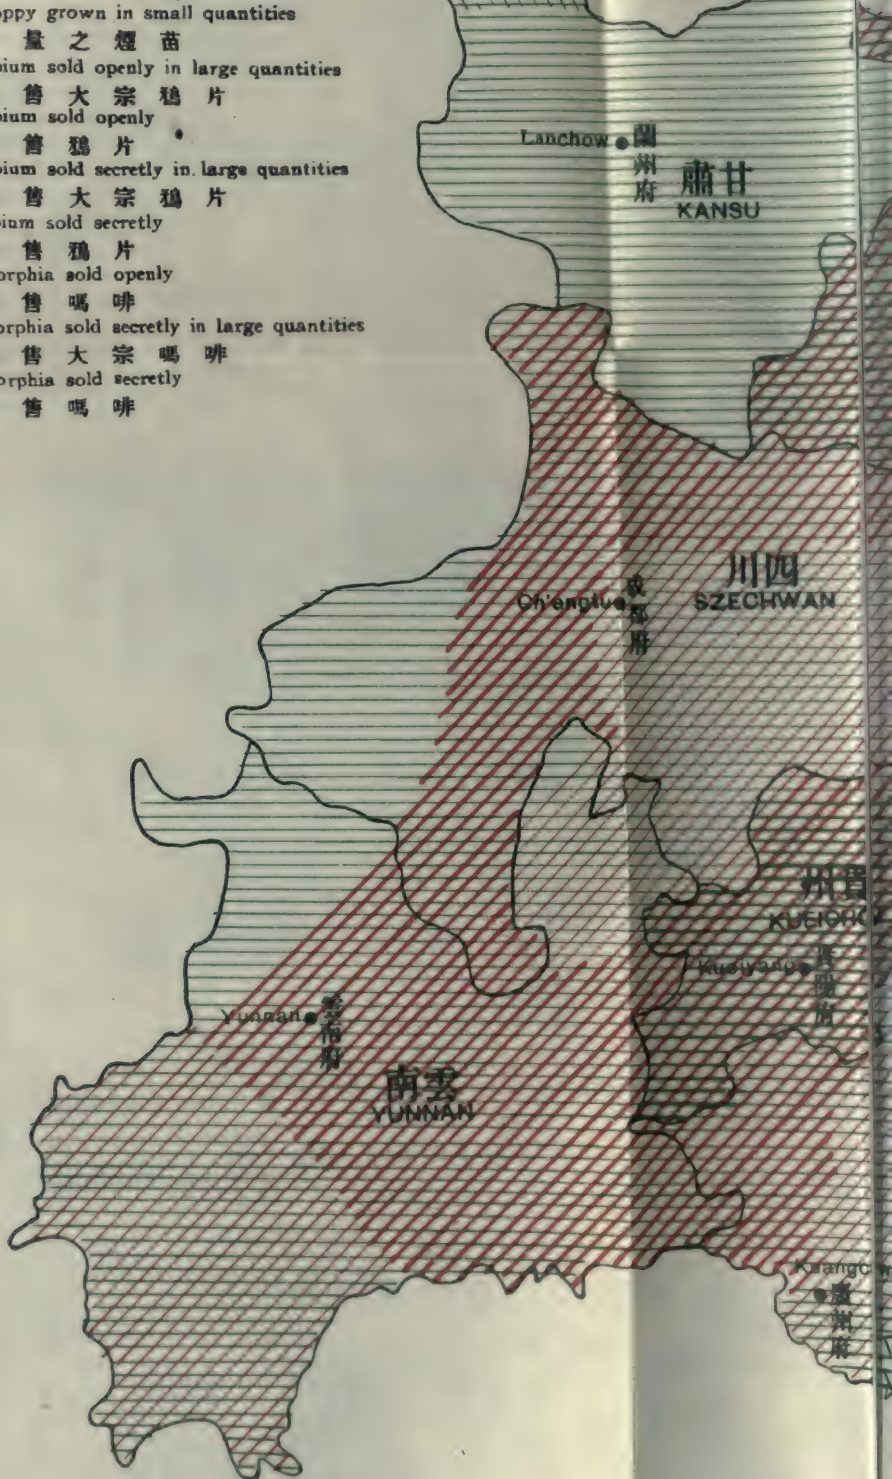 oppy grown in small quantities
量之煙苗
pium sold openly in large quantities
售大宗鴉片
pium sold openly
售鴉片
pium sold secretly in large quantities
售大宗鴉片
pium sold secretly
售鴉片
orphia sold openly
售嗎啡
orphia sold secretly in large quantities
售大宗嗎啡
orphia sold secretly
售嗎啡
Lanchow
蘭州府
肅甘
KANSU
川四
SZECHWAN
Ch'engtu
成都府
州貴
KUEICHO
Kueiyang
貴陽府
Yunnan
雲南府
南雲
YUNNAN
Kuangc
廣州府